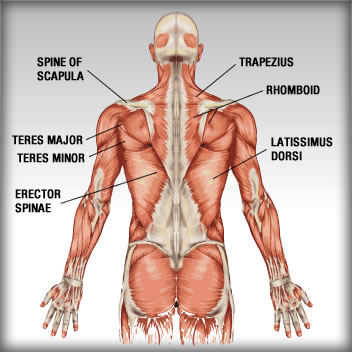 SPINE OF
SCAPULA
TRAPEZIUS
RHOMBOID
TERES MAJOR
TERES MINOR
LATISSIMUS
DORSI
ERECTOR
SPINAE